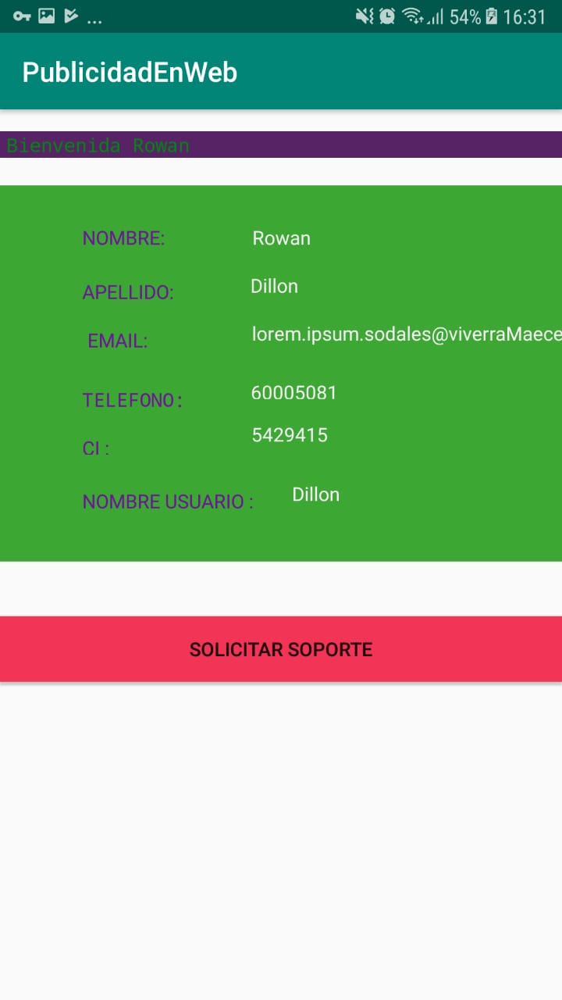 ... 54% 16:31
PublicidadEnWeb
Bienvenida Rowan
NOMBRE: Rowan
APELLIDO: Dillon
EMAIL: lorem.ipsum.sodales@viverraMaece
TELEFONO: 60005081
CI : 5429415
NOMBRE USUARIO : Dillon
SOLICITAR SOPORTE